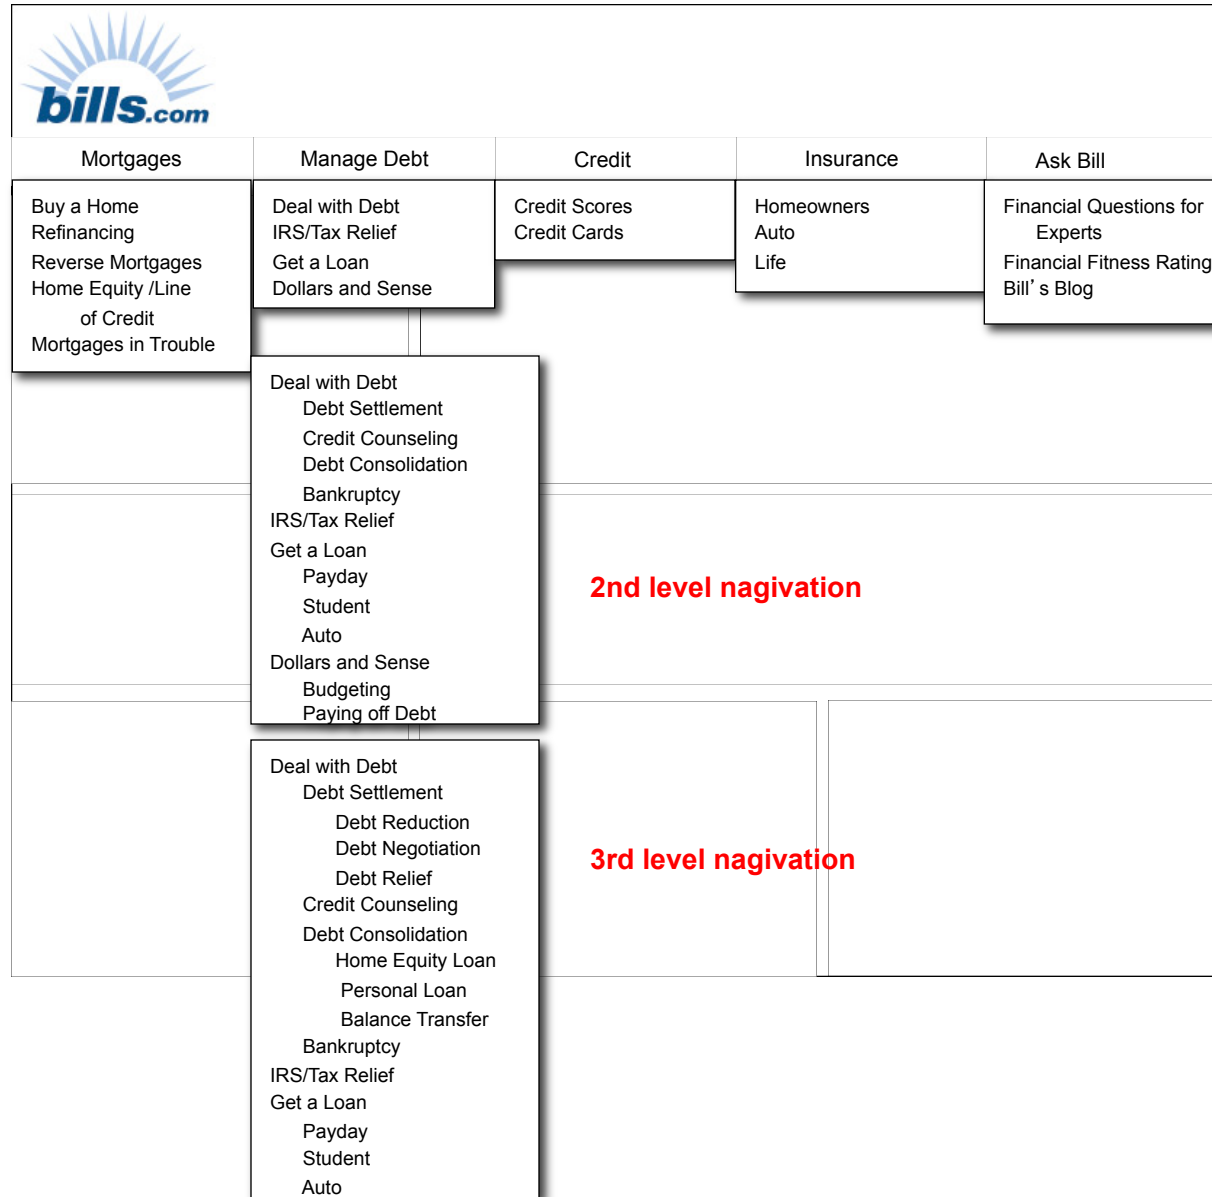 bills.com
Mortgages
Manage Debt
Credit
Insurance
Ask Bill
Buy a Home
Refinancing
Reverse Mortgages
Home Equity /Line
of Credit
Mortgages in Trouble
Deal with Debt
IRS/Tax Relief
Get a Loan
Dollars and Sense
Credit Scores
Credit Cards
Homeowners
Auto
Life
Financial Questions for
Experts
Financial Fitness Rating
Bill's Blog
Deal with Debt
Debt Settlement
Credit Counseling
Debt Consolidation
Bankruptcy
IRS/Tax Relief
Get a Loan
Payday
Student
Auto
Dollars and Sense
Budgeting
Paying off Debt
2nd level nagivation
Deal with Debt
Debt Settlement
Debt Reduction
Debt Negotiation
Debt Relief
Credit Counseling
Debt Consolidation
Home Equity Loan
Personal Loan
Balance Transfer
Bankruptcy
IRS/Tax Relief
Get a Loan
Payday
Student
Auto
3rd level nagivation